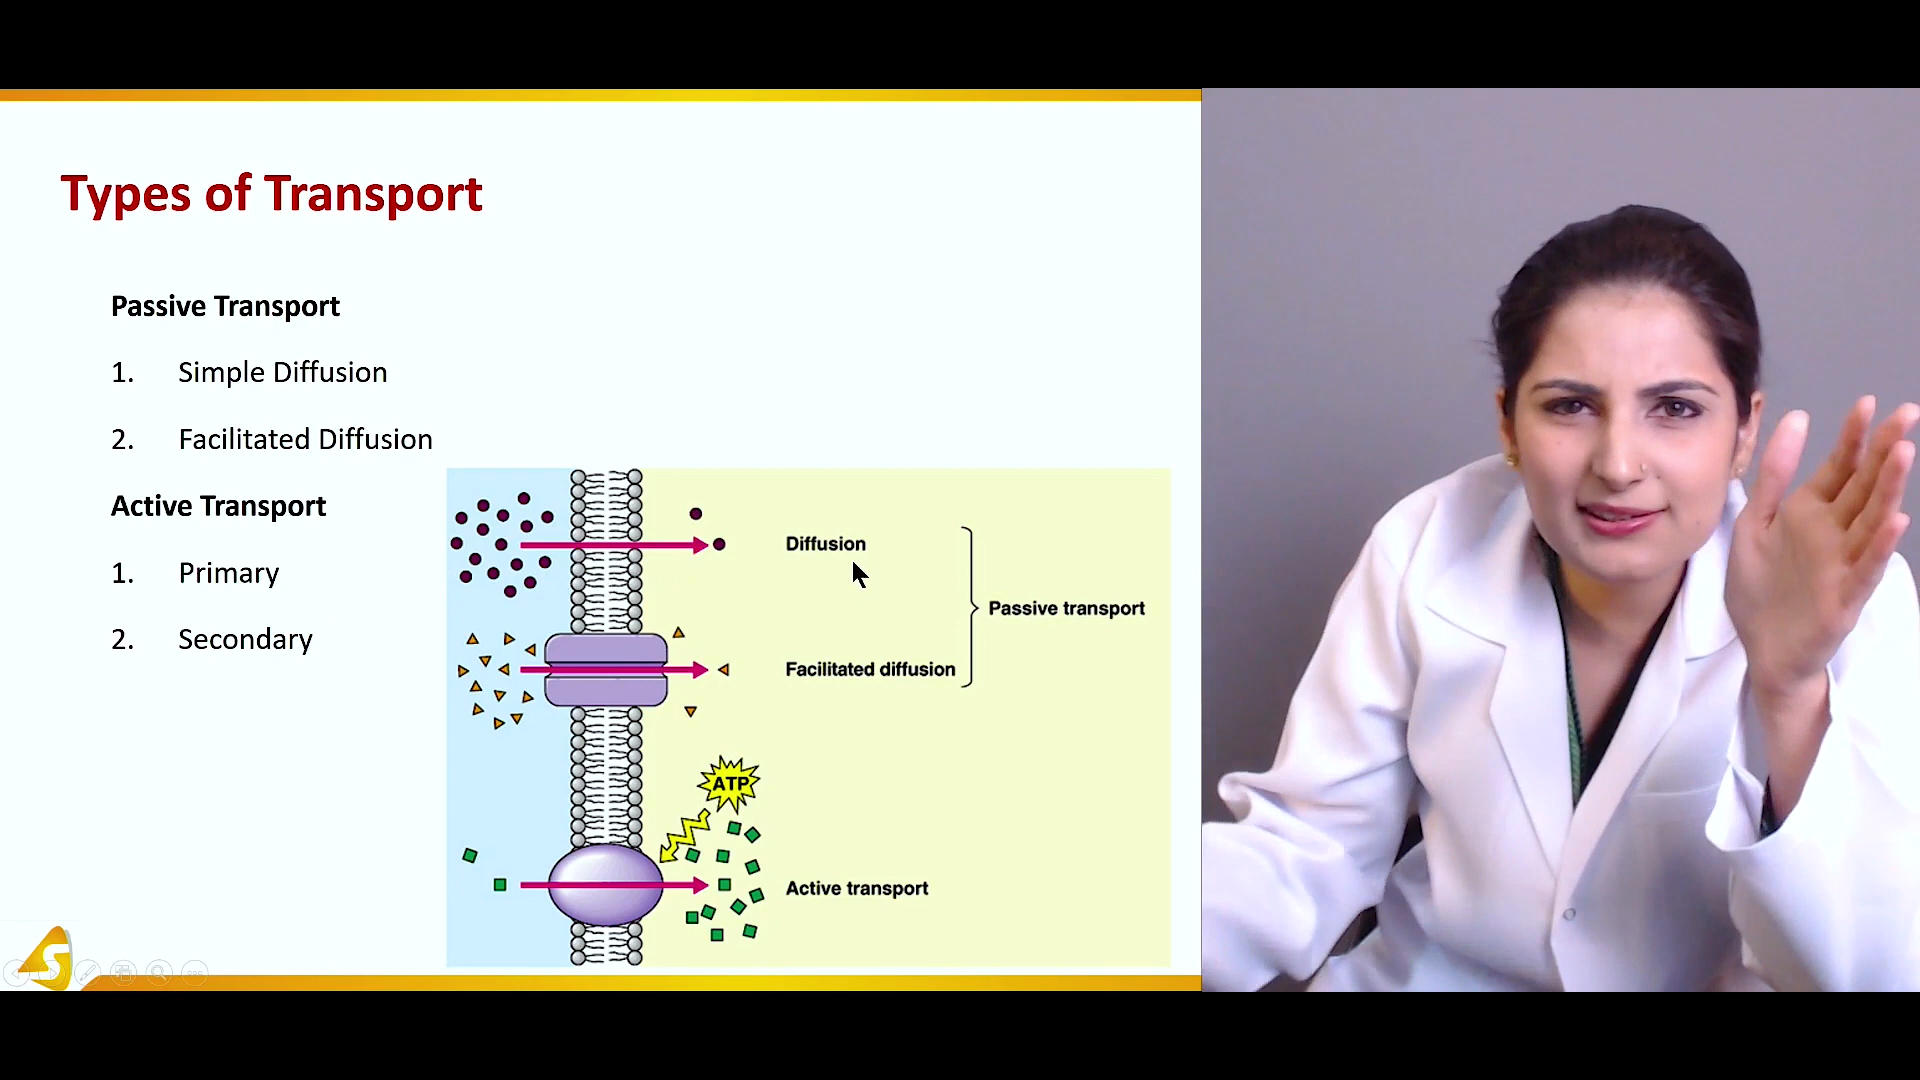 Types of Transport
Passive Transport
1. Simple Diffusion
2. Facilitated Diffusion
Active Transport
1. Primary
2. Secondary
Diffusion
Passive transport
Facilitated diffusion
ATP
Active transport
S